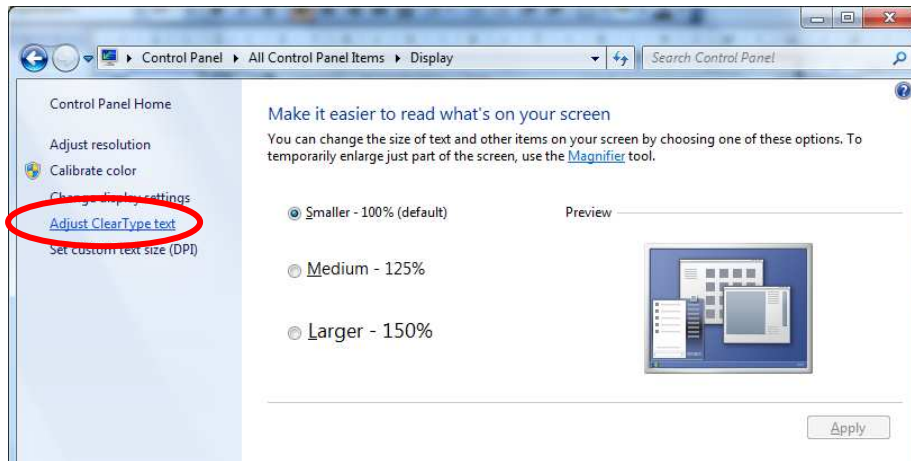 Control Panel ▸ All Control Panel Items ▸ Display
Search Control Panel
Control Panel Home
Adjust resolution
Calibrate color
Change display settings
Adjust ClearType text
Set custom text size (DPI)
Make it easier to read what's on your screen
You can change the size of text and other items on your screen by choosing one of these options. To
temporarily enlarge just part of the screen, use the Magnifier tool.
Smaller - 100% (default)
Preview
Medium - 125%
Larger - 150%
Apply